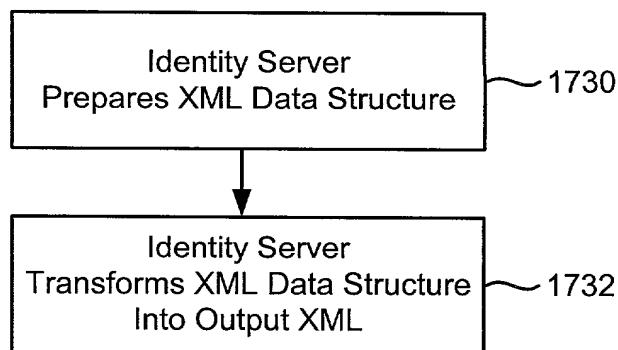 Identity Server
Prepares XML Data Structure
1730
Identity Server
Transforms XML Data Structure
Into Output XML
1732